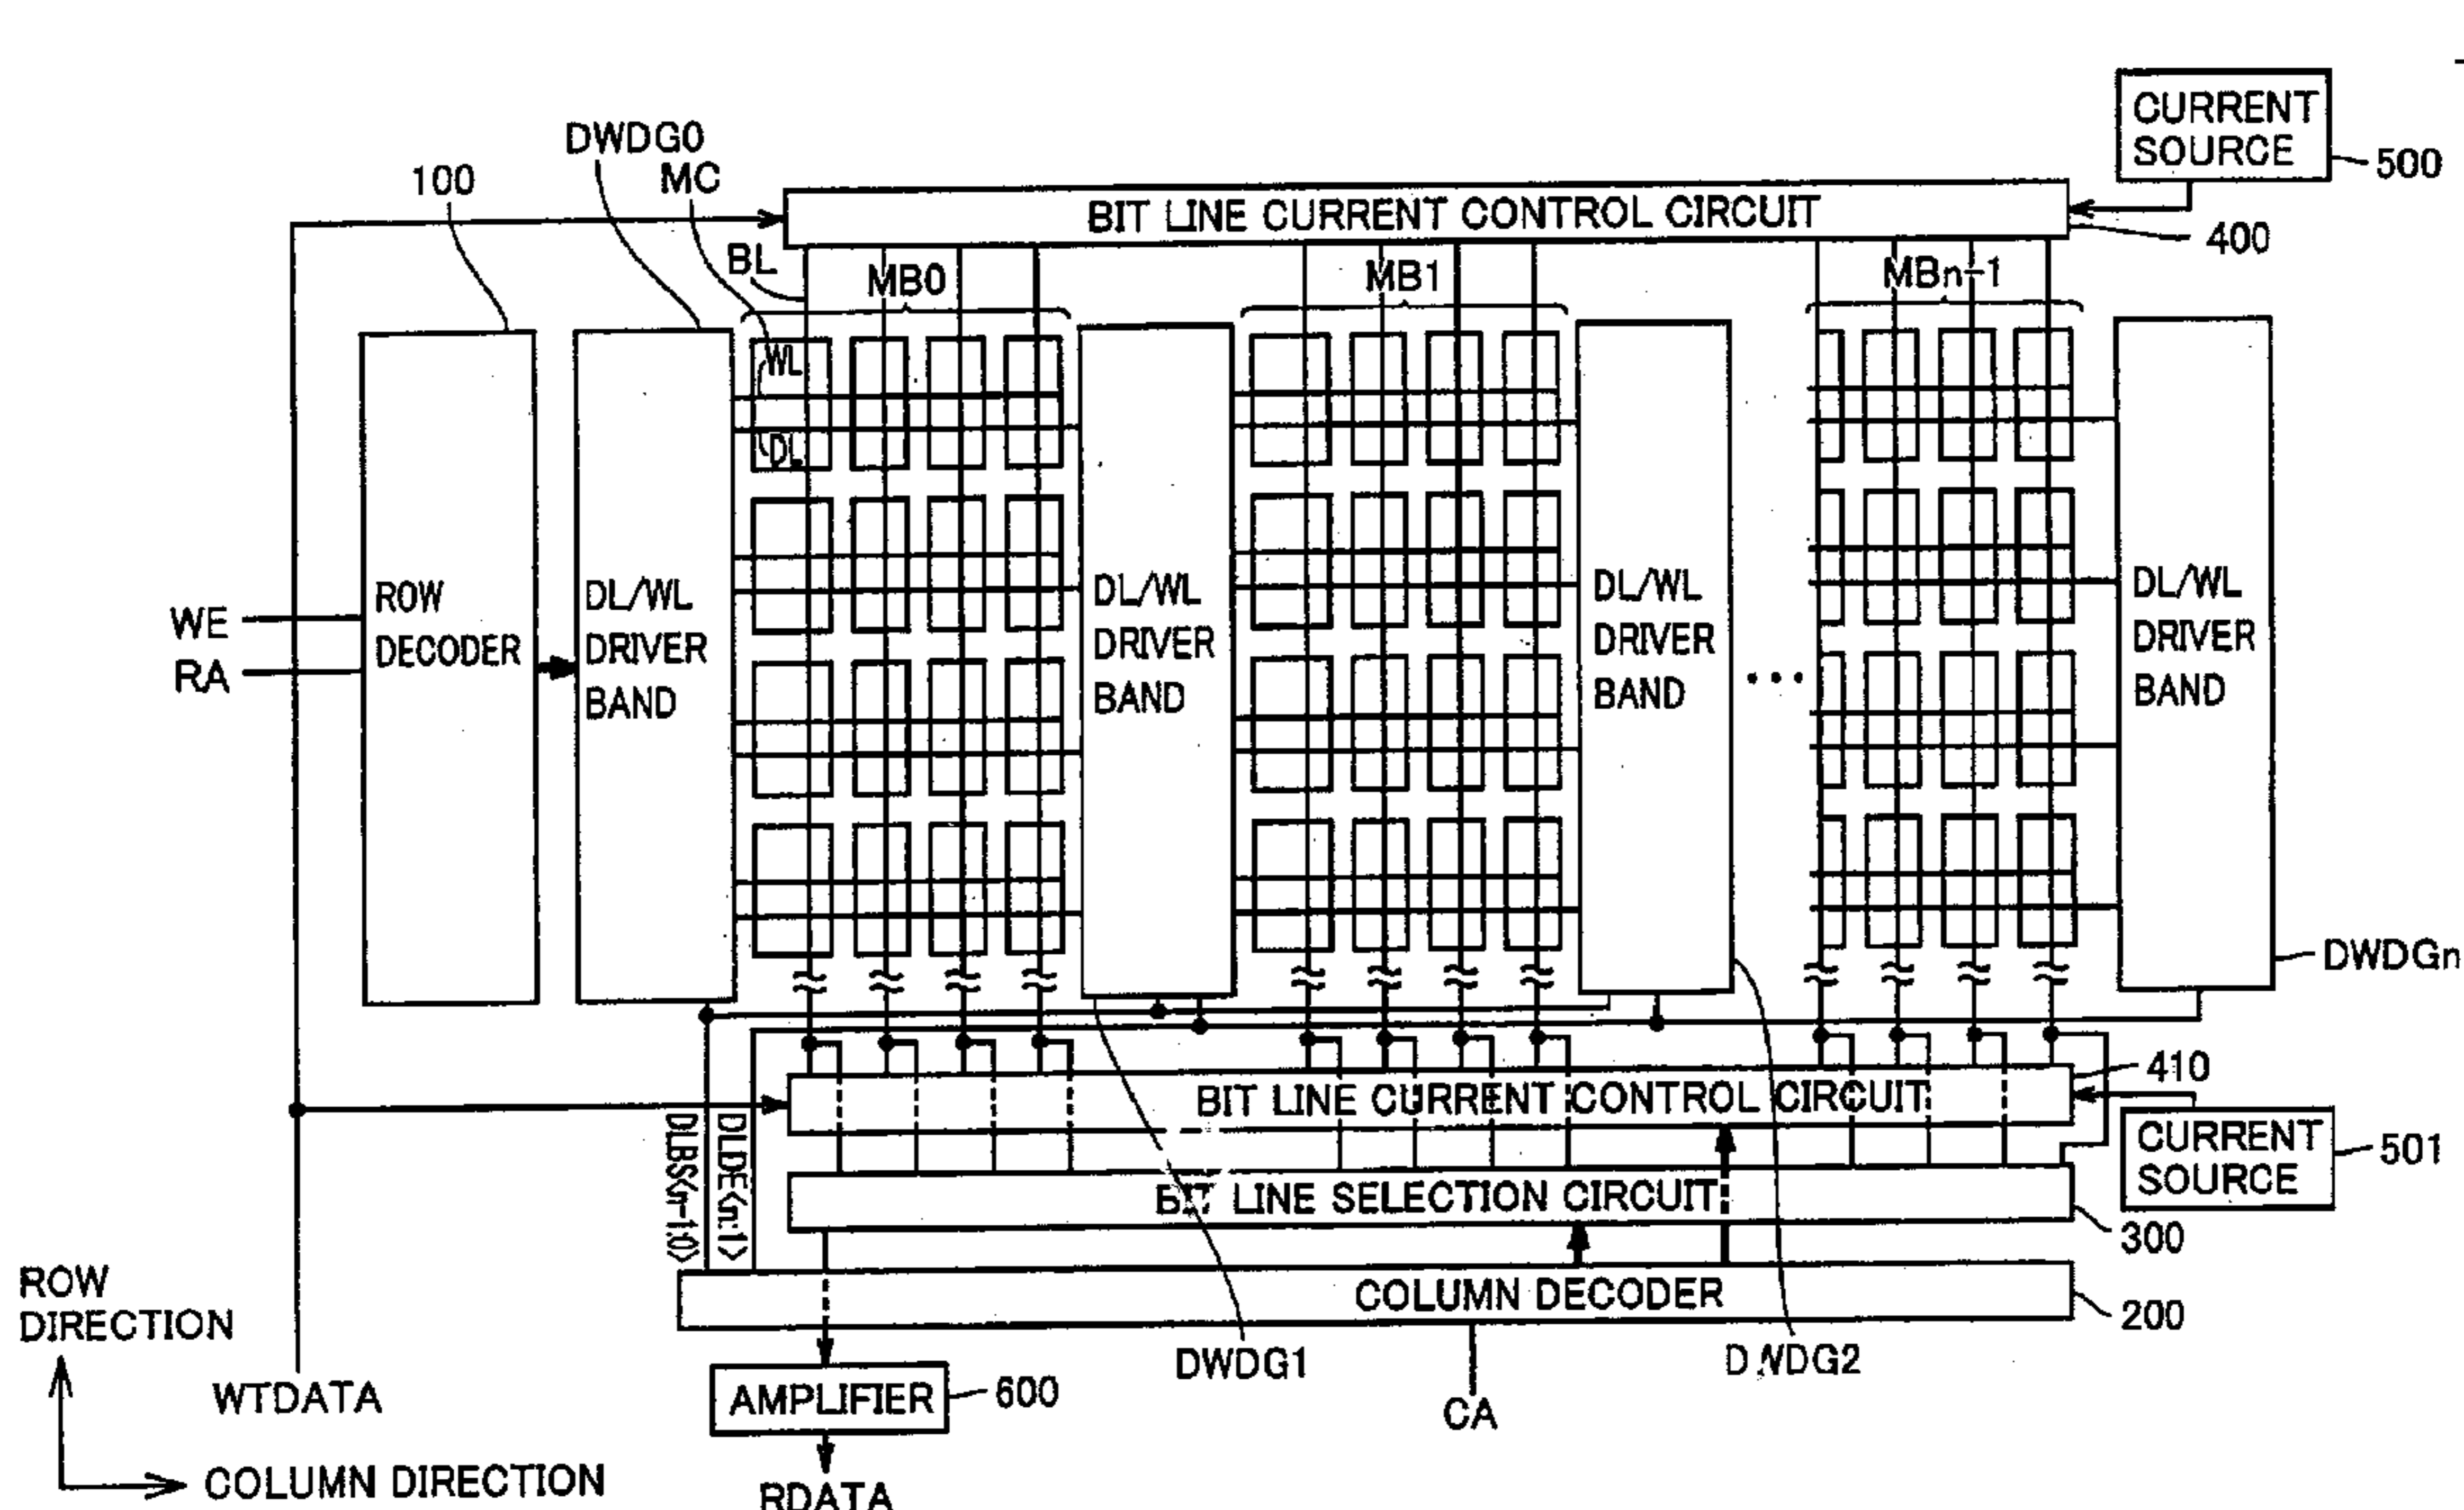 CURRENT
SOURCE
500
DWDG0
MC
100
BIT LINE CURRENT CONTROL CIRCUIT
400
BL
MB0
MB1
MBn-1
WL
DL
WE
RA
ROW
DECODER
DL/WL
DRIVER
BAND
DL/WL
DRIVER
BAND
DL/WL
DRIVER
BAND
...
DL/WL
DRIVER
BAND
DWDGn
BIT LINE CURRENT CONTROL CIRCUIT
410
CURRENT
SOURCE
501
DLBS<n-1:0>
DLDE<n:1>
BIT LINE SELECTION CIRCUIT
300
COLUMN DECODER
200
ROW
DIRECTION
WTDATA
COLUMN DIRECTION
AMPLIFIER
600
RDATA
DWDG1
CA
DWDG2